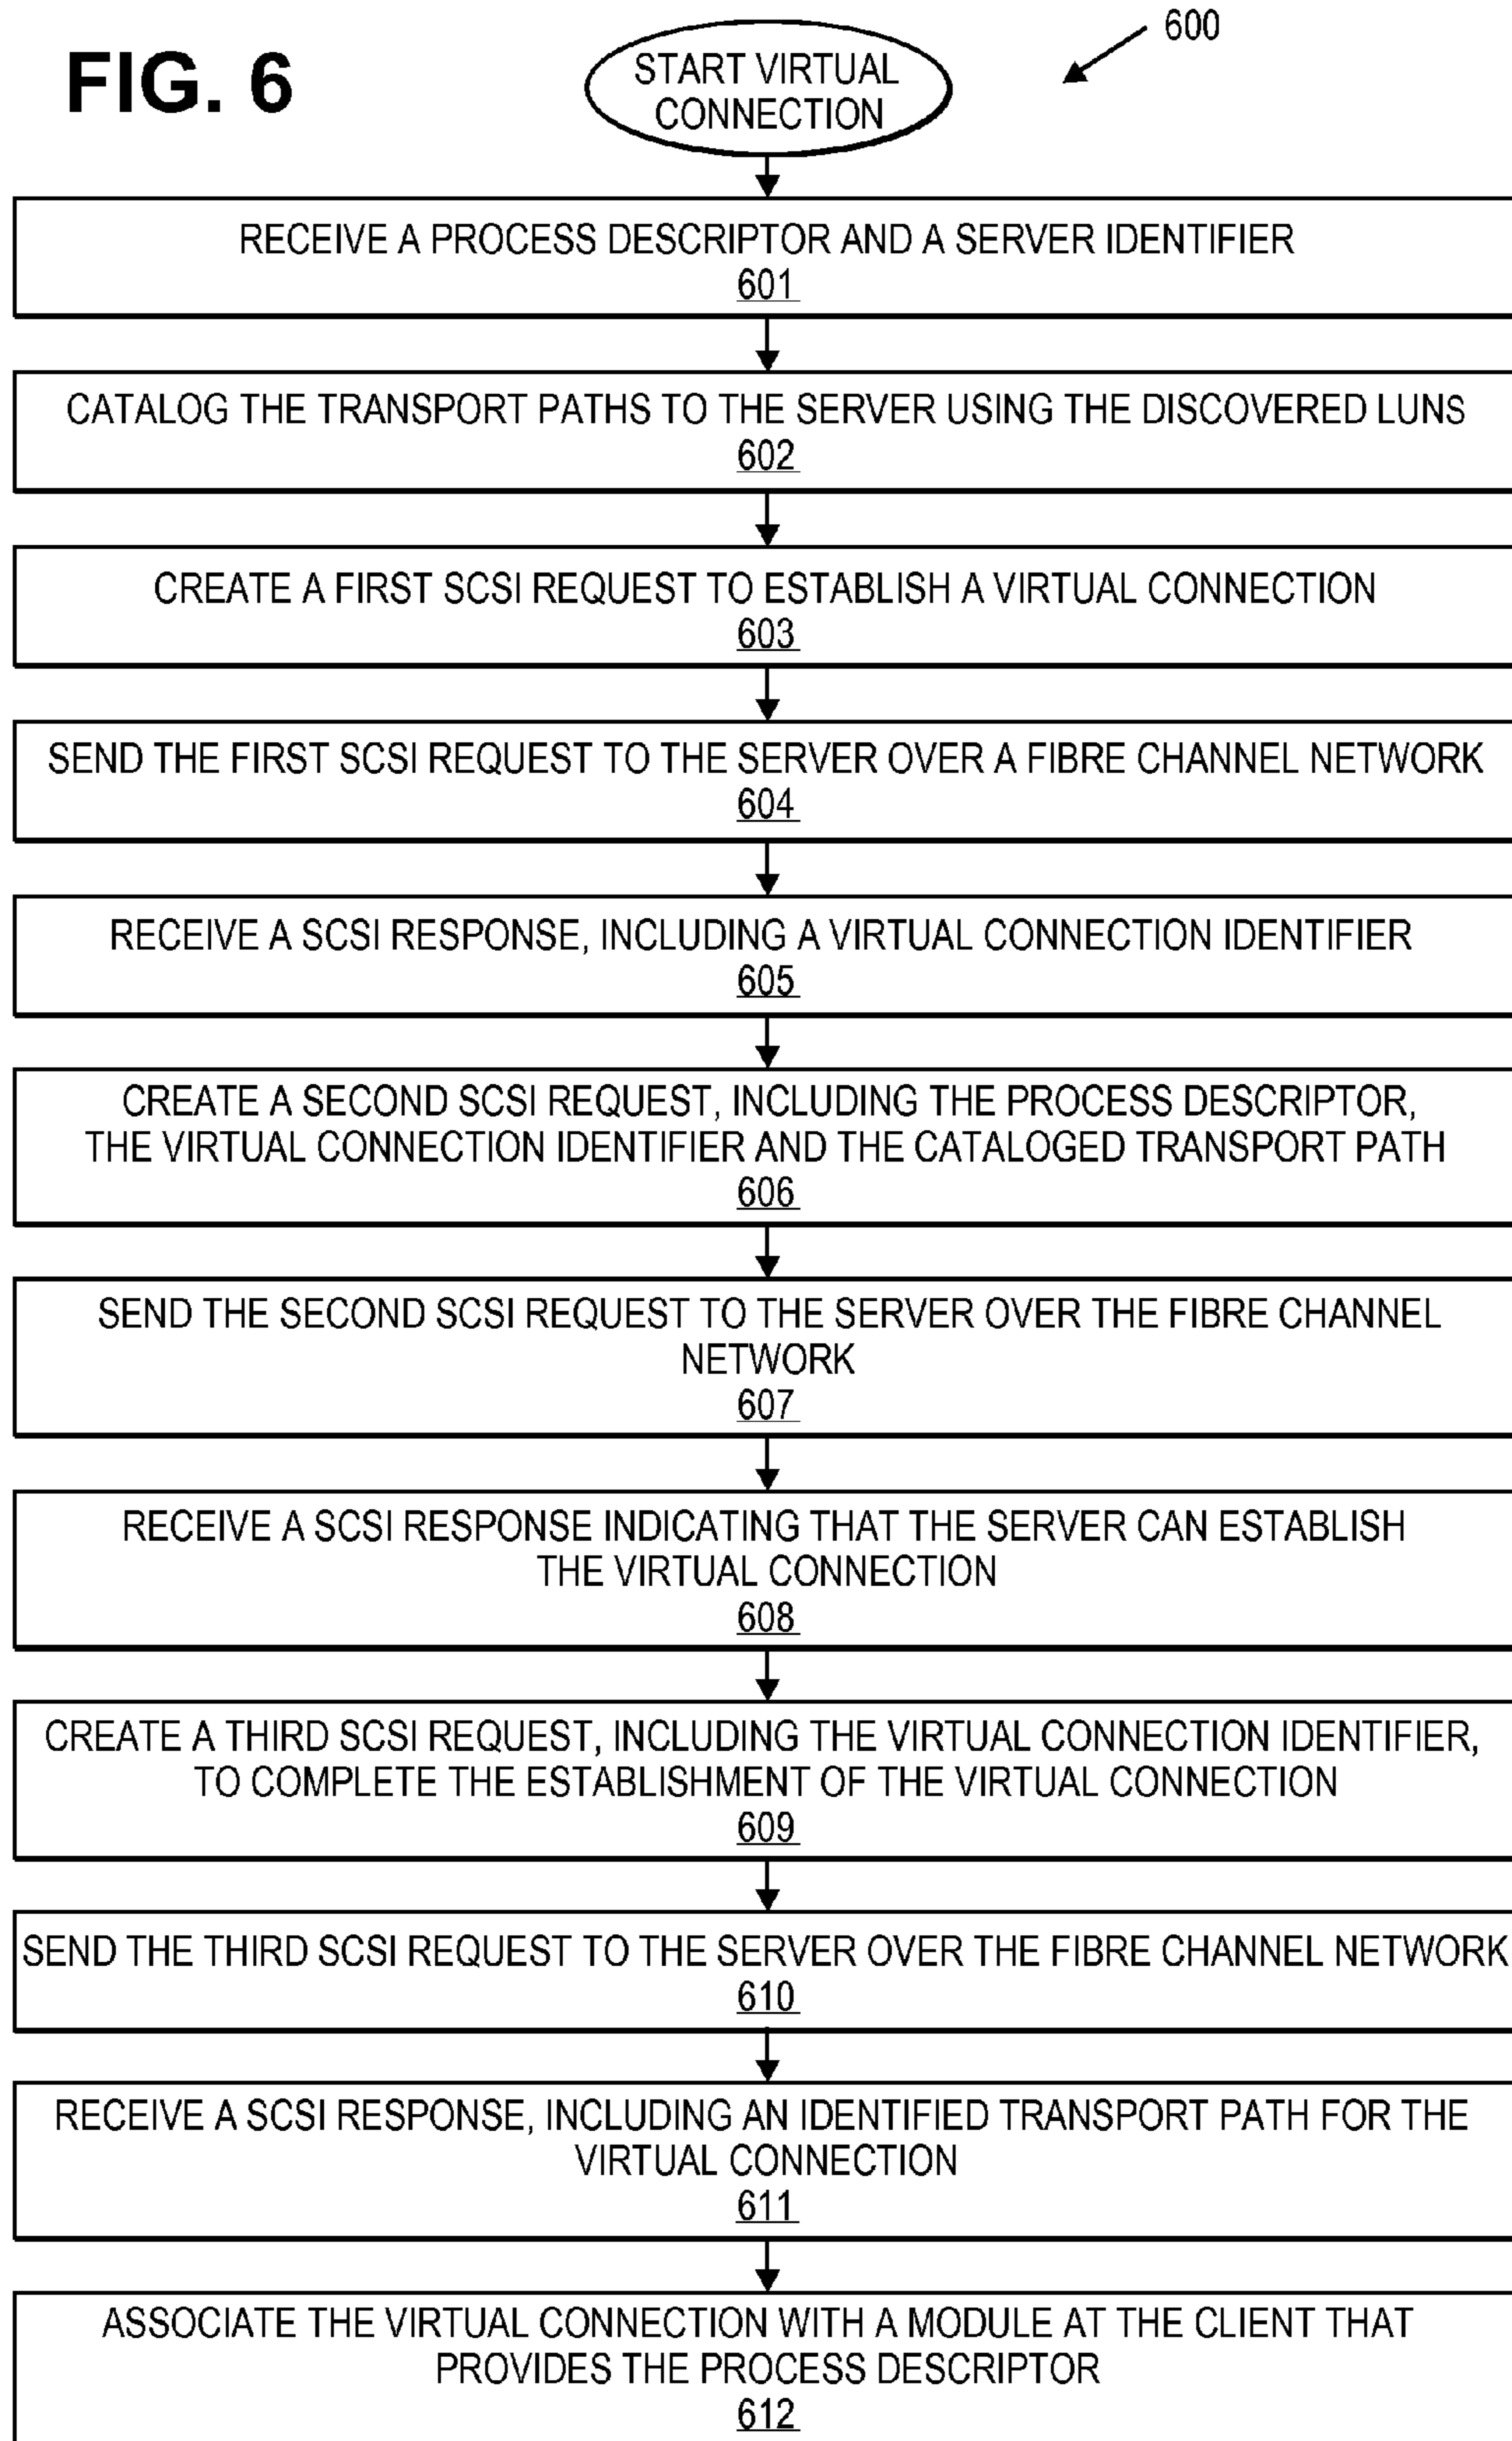 FIG. 6
600
START VIRTUAL
CONNECTION
RECEIVE A PROCESS DESCRIPTOR AND A SERVER IDENTIFIER
601
CATALOG THE TRANSPORT PATHS TO THE SERVER USING THE DISCOVERED LUNS
602
CREATE A FIRST SCSI REQUEST TO ESTABLISH A VIRTUAL CONNECTION
603
SEND THE FIRST SCSI REQUEST TO THE SERVER OVER A FIBRE CHANNEL NETWORK
604
RECEIVE A SCSI RESPONSE, INCLUDING A VIRTUAL CONNECTION IDENTIFIER
605
CREATE A SECOND SCSI REQUEST, INCLUDING THE PROCESS DESCRIPTOR,
THE VIRTUAL CONNECTION IDENTIFIER AND THE CATALOGED TRANSPORT PATH
606
SEND THE SECOND SCSI REQUEST TO THE SERVER OVER THE FIBRE CHANNEL
NETWORK
607
RECEIVE A SCSI RESPONSE INDICATING THAT THE SERVER CAN ESTABLISH
THE VIRTUAL CONNECTION
608
CREATE A THIRD SCSI REQUEST, INCLUDING THE VIRTUAL CONNECTION IDENTIFIER,
TO COMPLETE THE ESTABLISHMENT OF THE VIRTUAL CONNECTION
609
SEND THE THIRD SCSI REQUEST TO THE SERVER OVER THE FIBRE CHANNEL NETWORK
610
RECEIVE A SCSI RESPONSE, INCLUDING AN IDENTIFIED TRANSPORT PATH FOR THE
VIRTUAL CONNECTION
611
ASSOCIATE THE VIRTUAL CONNECTION WITH A MODULE AT THE CLIENT THAT
PROVIDES THE PROCESS DESCRIPTOR
612